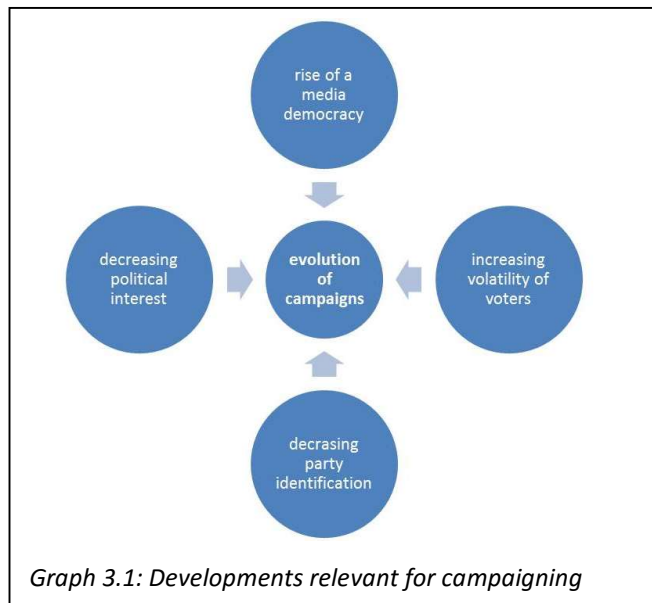 rise of a
media
democracy
decreasing
political
interest
evolution
of
campaigns
increasing
volatility of
voters
decrasing
party
identification
Graph 3.1: Developments relevant for campaigning